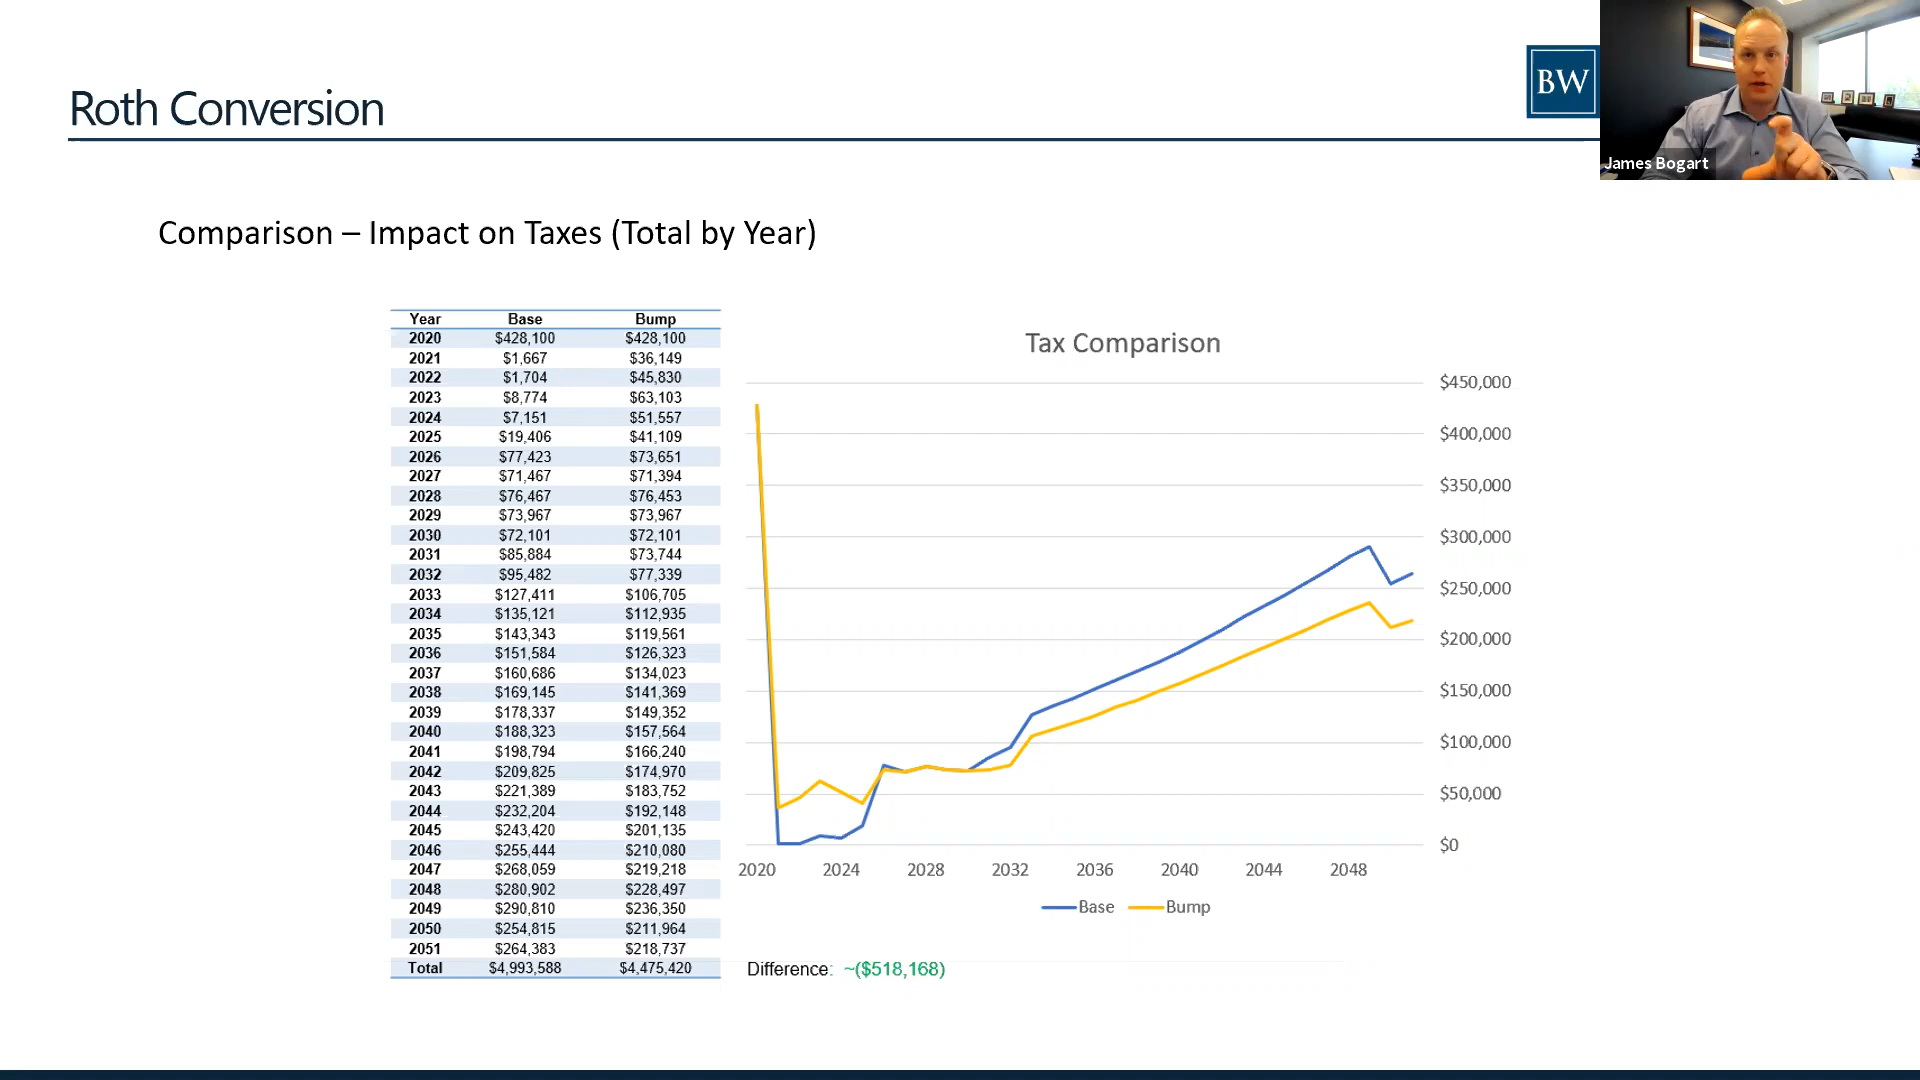 Roth Conversion
BW
James Bogart
Comparison – Impact on Taxes (Total by Year)
Year Base Bump
2020 $428,100 $428,100
2021 $1,667 $36,149
2022 $1,704 $45,830
2023 $8,774 $63,103
2024 $7,151 $51,557
2025 $19,406 $41,109
2026 $77,423 $73,651
2027 $71,467 $71,394
2028 $76,467 $76,453
2029 $73,967 $73,967
2030 $72,101 $72,101
2031 $85,884 $73,744
2032 $95,482 $77,339
2033 $127,411 $106,705
2034 $135,121 $112,935
2035 $143,343 $119,561
2036 $151,584 $126,323
2037 $160,686 $134,023
2038 $169,145 $141,369
2039 $178,337 $149,352
2040 $188,323 $157,564
2041 $198,794 $166,240
2042 $209,825 $174,970
2043 $221,389 $183,752
2044 $232,204 $192,148
2045 $243,420 $201,135
2046 $255,444 $210,080
2047 $268,059 $219,218
2048 $280,902 $228,497
2049 $290,810 $236,350
2050 $254,815 $211,964
2051 $264,383 $218,737
Total $4,993,588 $4,475,420
Tax Comparison
$450,000
$400,000
$350,000
$300,000
$250,000
$200,000
$150,000
$100,000
$50,000
$0
2020 2024 2028 2032 2036 2040 2044 2048
Base Bump
Difference: ~($518,168)